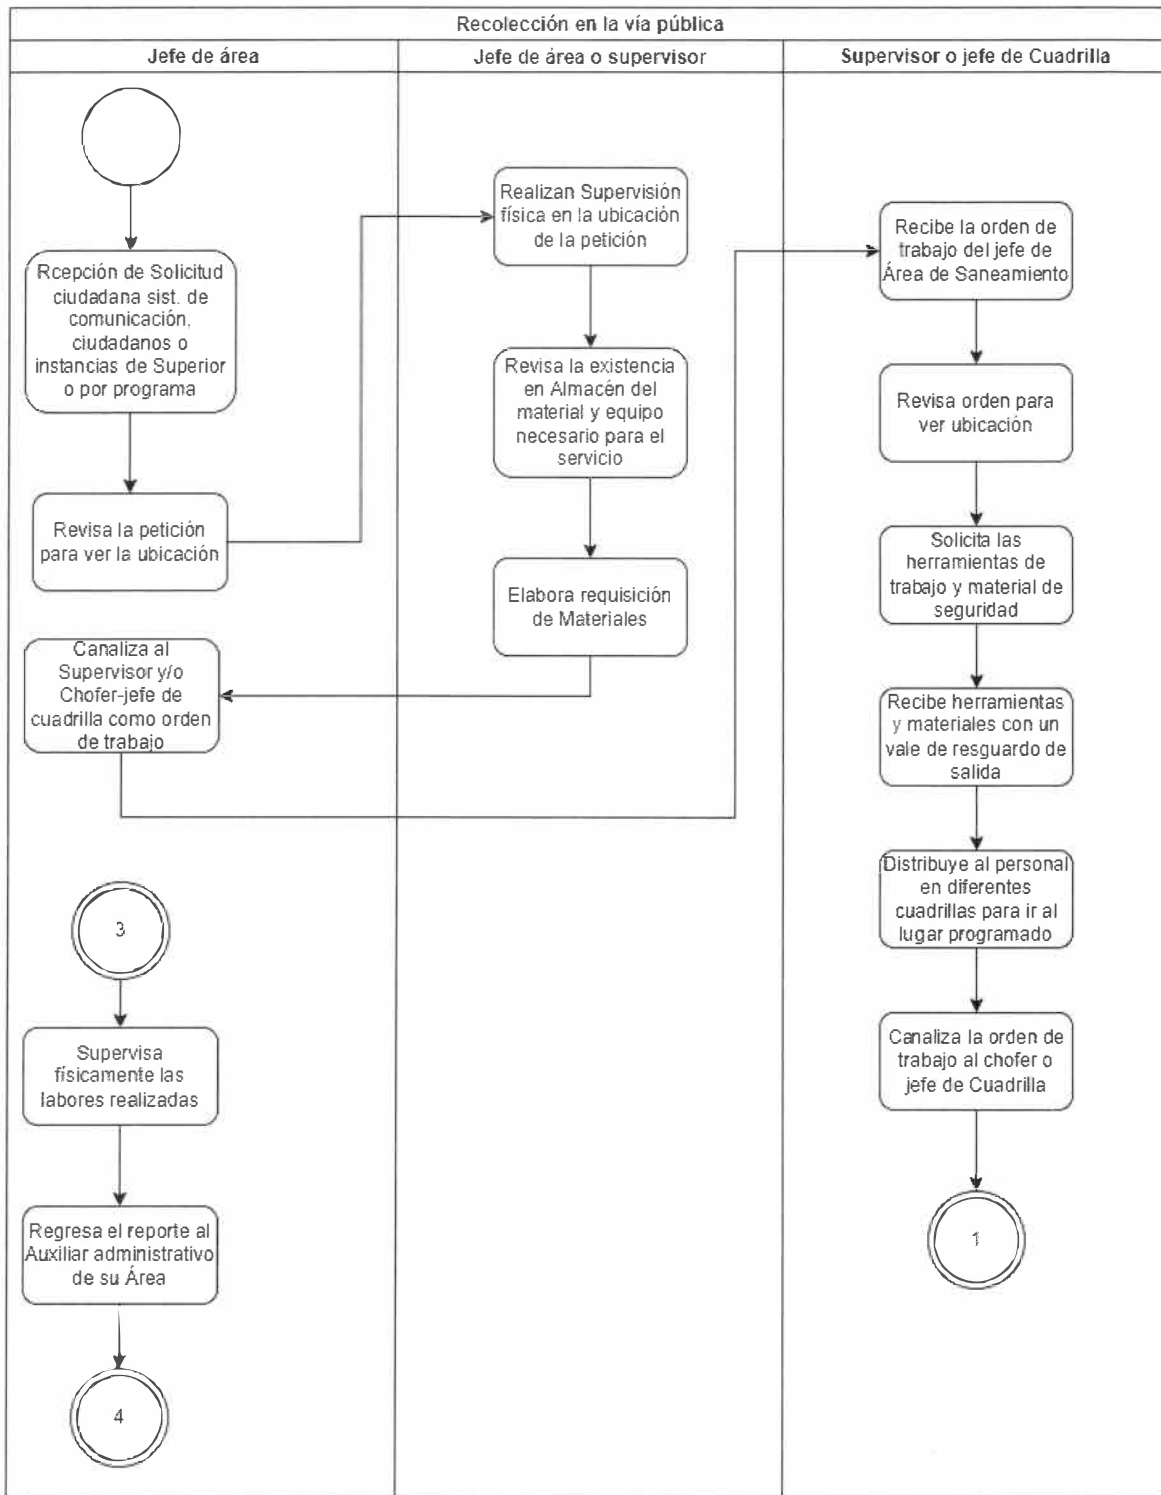 Recolección en la vía pública
Jefe de área
Jefe de área o supervisor
Supervisor o jefe de Cuadrilla
Rcepción de Solicitud
ciudadana sist. de
comunicación,
ciudadanos o
instancias de Superior
o por programa
Revisa la petición
para ver la ubicación
Canaliza al
Supervisor y/o
Chofer-jefe de
cuadrilla como orden
de trabajo
3
Supervisa
físicamente las
labores realizadas
Regresa el reporte al
Auxiliar administrativo
de su Área
4
Realizan Supervisión
física en la ubicación
de la petición
Revisa la existencia
en Almacén del
material y equipo
necesario para el
servicio
Elabora requisición
de Materiales
Recibe la orden de
trabajo del jefe de
Área de Saneamiento
Revisa orden para
ver ubicación
Solicita las
herramientas de
trabajo y material de
seguridad
Recibe herramientas
y materiales con un
vale de resguardo de
salida
Distribuye al personal
en diferentes
cuadrillas para ir al
lugar programado
Canaliza la orden de
trabajo al chofer o
jefe de Cuadrilla
1